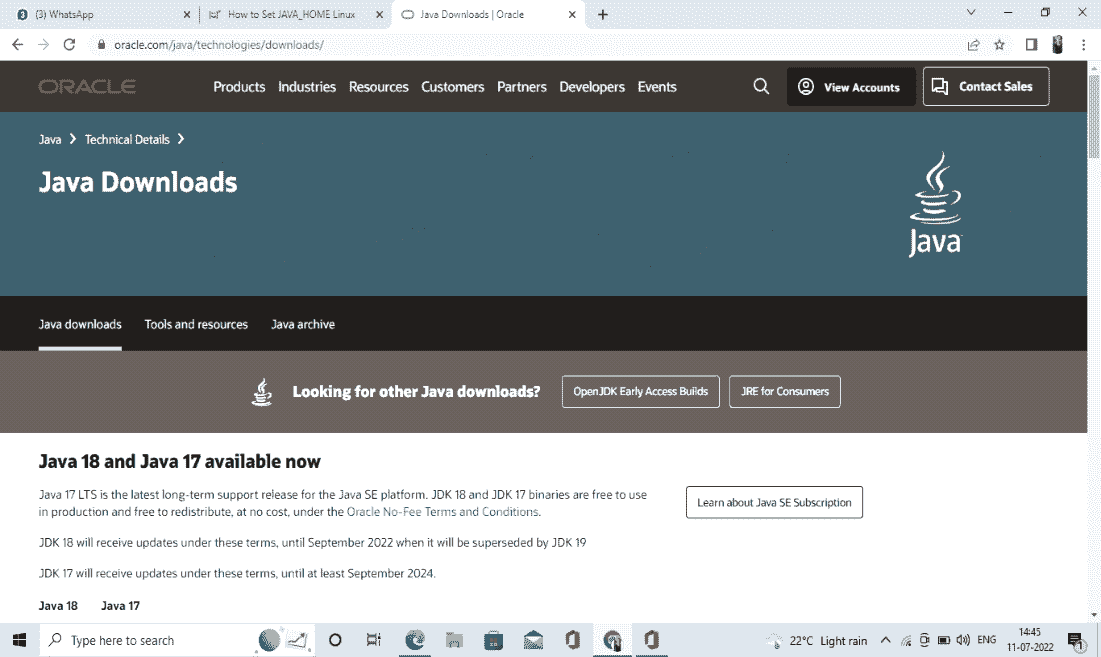 (3) WhatsApp
How to Set JAVA_HOME Linux
Java Downloads | Oracle
oracle.com/java/technologies/downloads/
ORACLE
Products Industries Resources Customers Partners Developers Events
View Accounts
Contact Sales
Java Technical Details
Java Downloads
Java
Java downloads Tools and resources Java archive
Looking for other Java downloads?
OpenJDK Early Access Builds
JRE for Consumers
Java 18 and Java 17 available now
Java 17 LTS is the latest long-term support release for the Java SE platform. JDK 18 and JDK 17 binaries are free to use
in production and free to redistribute, at no cost, under the Oracle No-Fee Terms and Conditions.
Learn about Java SE Subscription
JDK 18 will receive updates under these terms, until September 2022 when it will be superseded by JDK 19
JDK 17 will receive updates under these terms, until at least September 2024.
Java 18 Java 17
Type here to search
22°C Light rain
ENG
14:45
11-07-2022
1